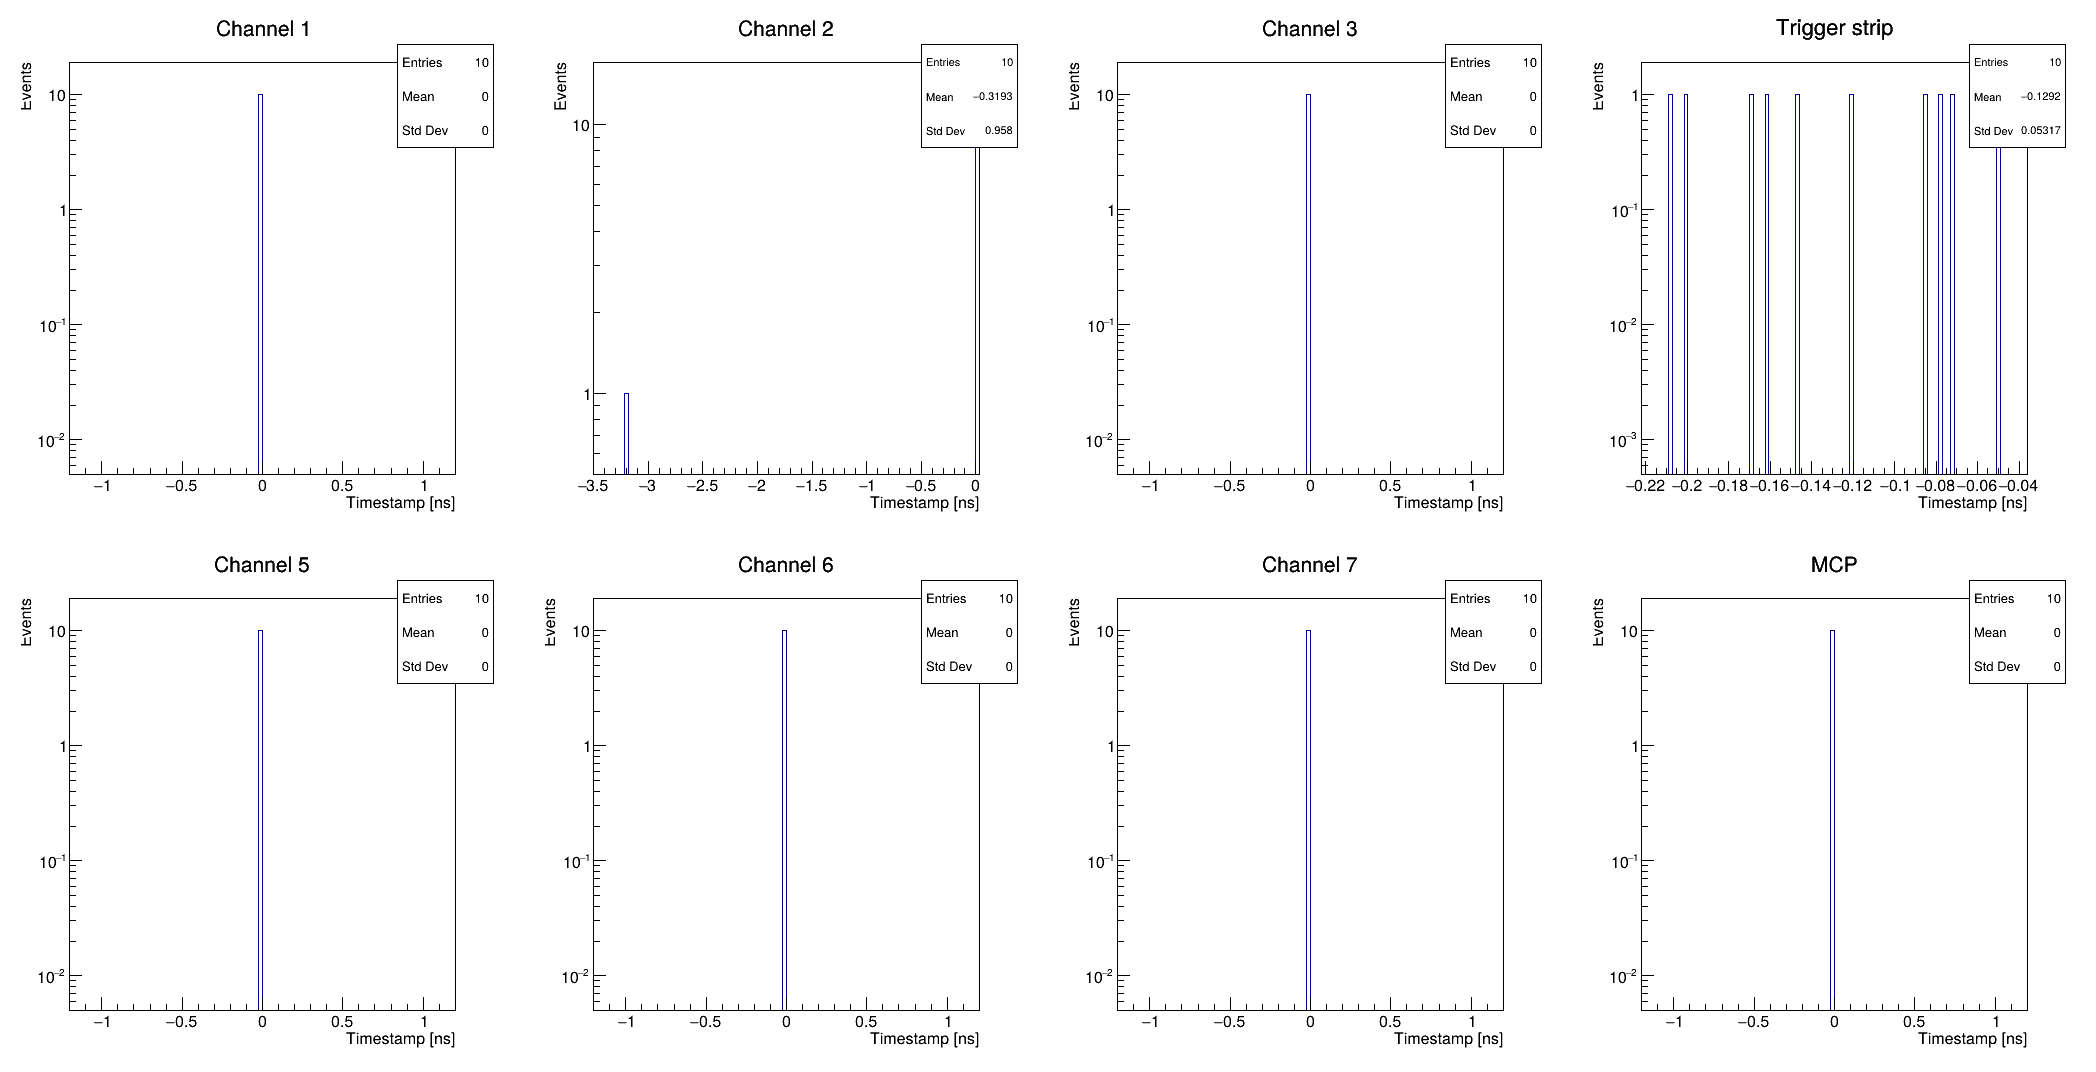 Channel 1
Events
Entries 10
Mean 0
Std Dev 0
10
1
10⁻¹
10⁻²
−1 −0.5 0 0.5 1
Timestamp [ns]
Channel 2
Events
Entries 10
Mean −0.3193
Std Dev 0.958
10
1
−3.5 −3 −2.5 −2 −1.5 −1 −0.5 0
Timestamp [ns]
Channel 3
Events
Entries 10
Mean 0
Std Dev 0
10
1
10⁻¹
10⁻²
−1 −0.5 0 0.5 1
Timestamp [ns]
Trigger strip
Events
Entries 10
Mean −0.1292
Std Dev 0.05317
1
10⁻¹
10⁻²
10⁻³
−0.22 −0.2 −0.18 −0.16 −0.14 −0.12 −0.1 −0.08 −0.06 −0.04
Timestamp [ns]
Channel 5
Events
Entries 10
Mean 0
Std Dev 0
10
1
10⁻¹
10⁻²
−1 −0.5 0 0.5 1
Timestamp [ns]
Channel 6
Events
Entries 10
Mean 0
Std Dev 0
10
1
10⁻¹
10⁻²
−1 −0.5 0 0.5 1
Timestamp [ns]
Channel 7
Events
Entries 10
Mean 0
Std Dev 0
10
1
10⁻¹
10⁻²
−1 −0.5 0 0.5 1
Timestamp [ns]
MCP
Events
Entries 10
Mean 0
Std Dev 0
10
1
10⁻¹
10⁻²
−1 −0.5 0 0.5 1
Timestamp [ns]